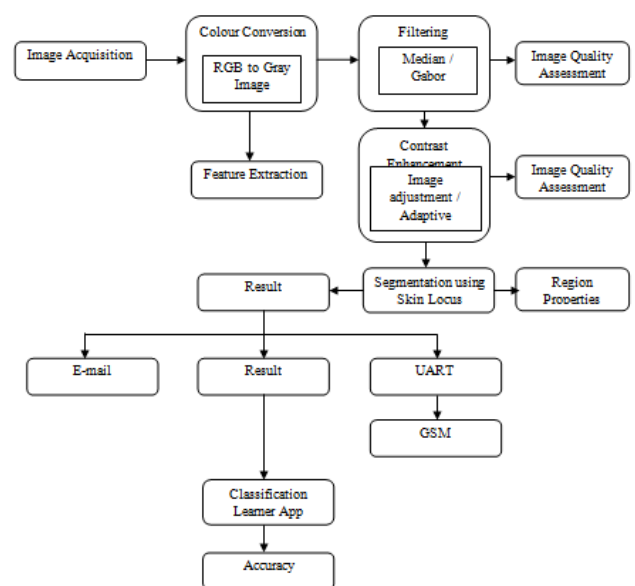 Colour Conversion
Filtering
Image Acquisition
RGB to Gray
Image
Median /
Gabor
Image Quality
Assessment
Feature Extraction
Contrast
Enhancement
Image
adjustment /
Adaptive
Image Quality
Assessment
Result
Segmentation using
Skin Locus
Region
Properties
E-mail
Result
UART
GSM
Classification
Learner App
Accuracy